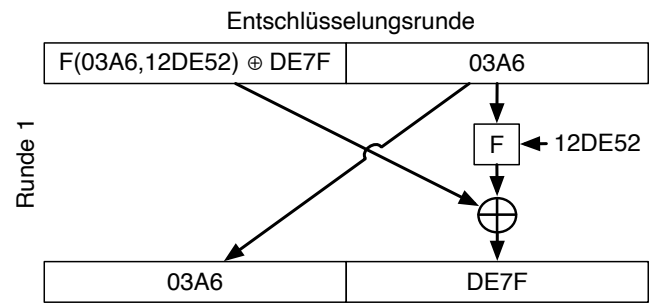 Entschlüsselungsrunde
F(03A6,12DE52) ⊕ DE7F
03A6
Runde 1
F
12DE52
03A6
DE7F